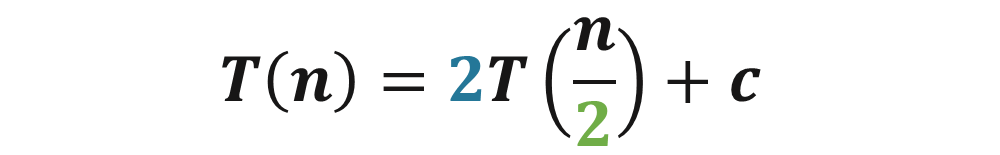 T(n) = 2T(n/2) + c